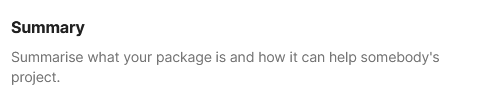 Summary
Summarise what your package is and how it can help somebody's
project.